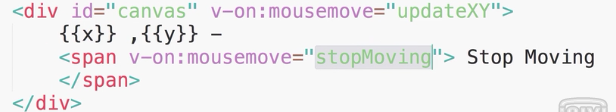 <div id="canvas" v-on:mousemove="updateXY">
{{x}} ,{{y}} –
<span v-on:mousemove="stopMoving"> Stop Moving
</span>
</div>